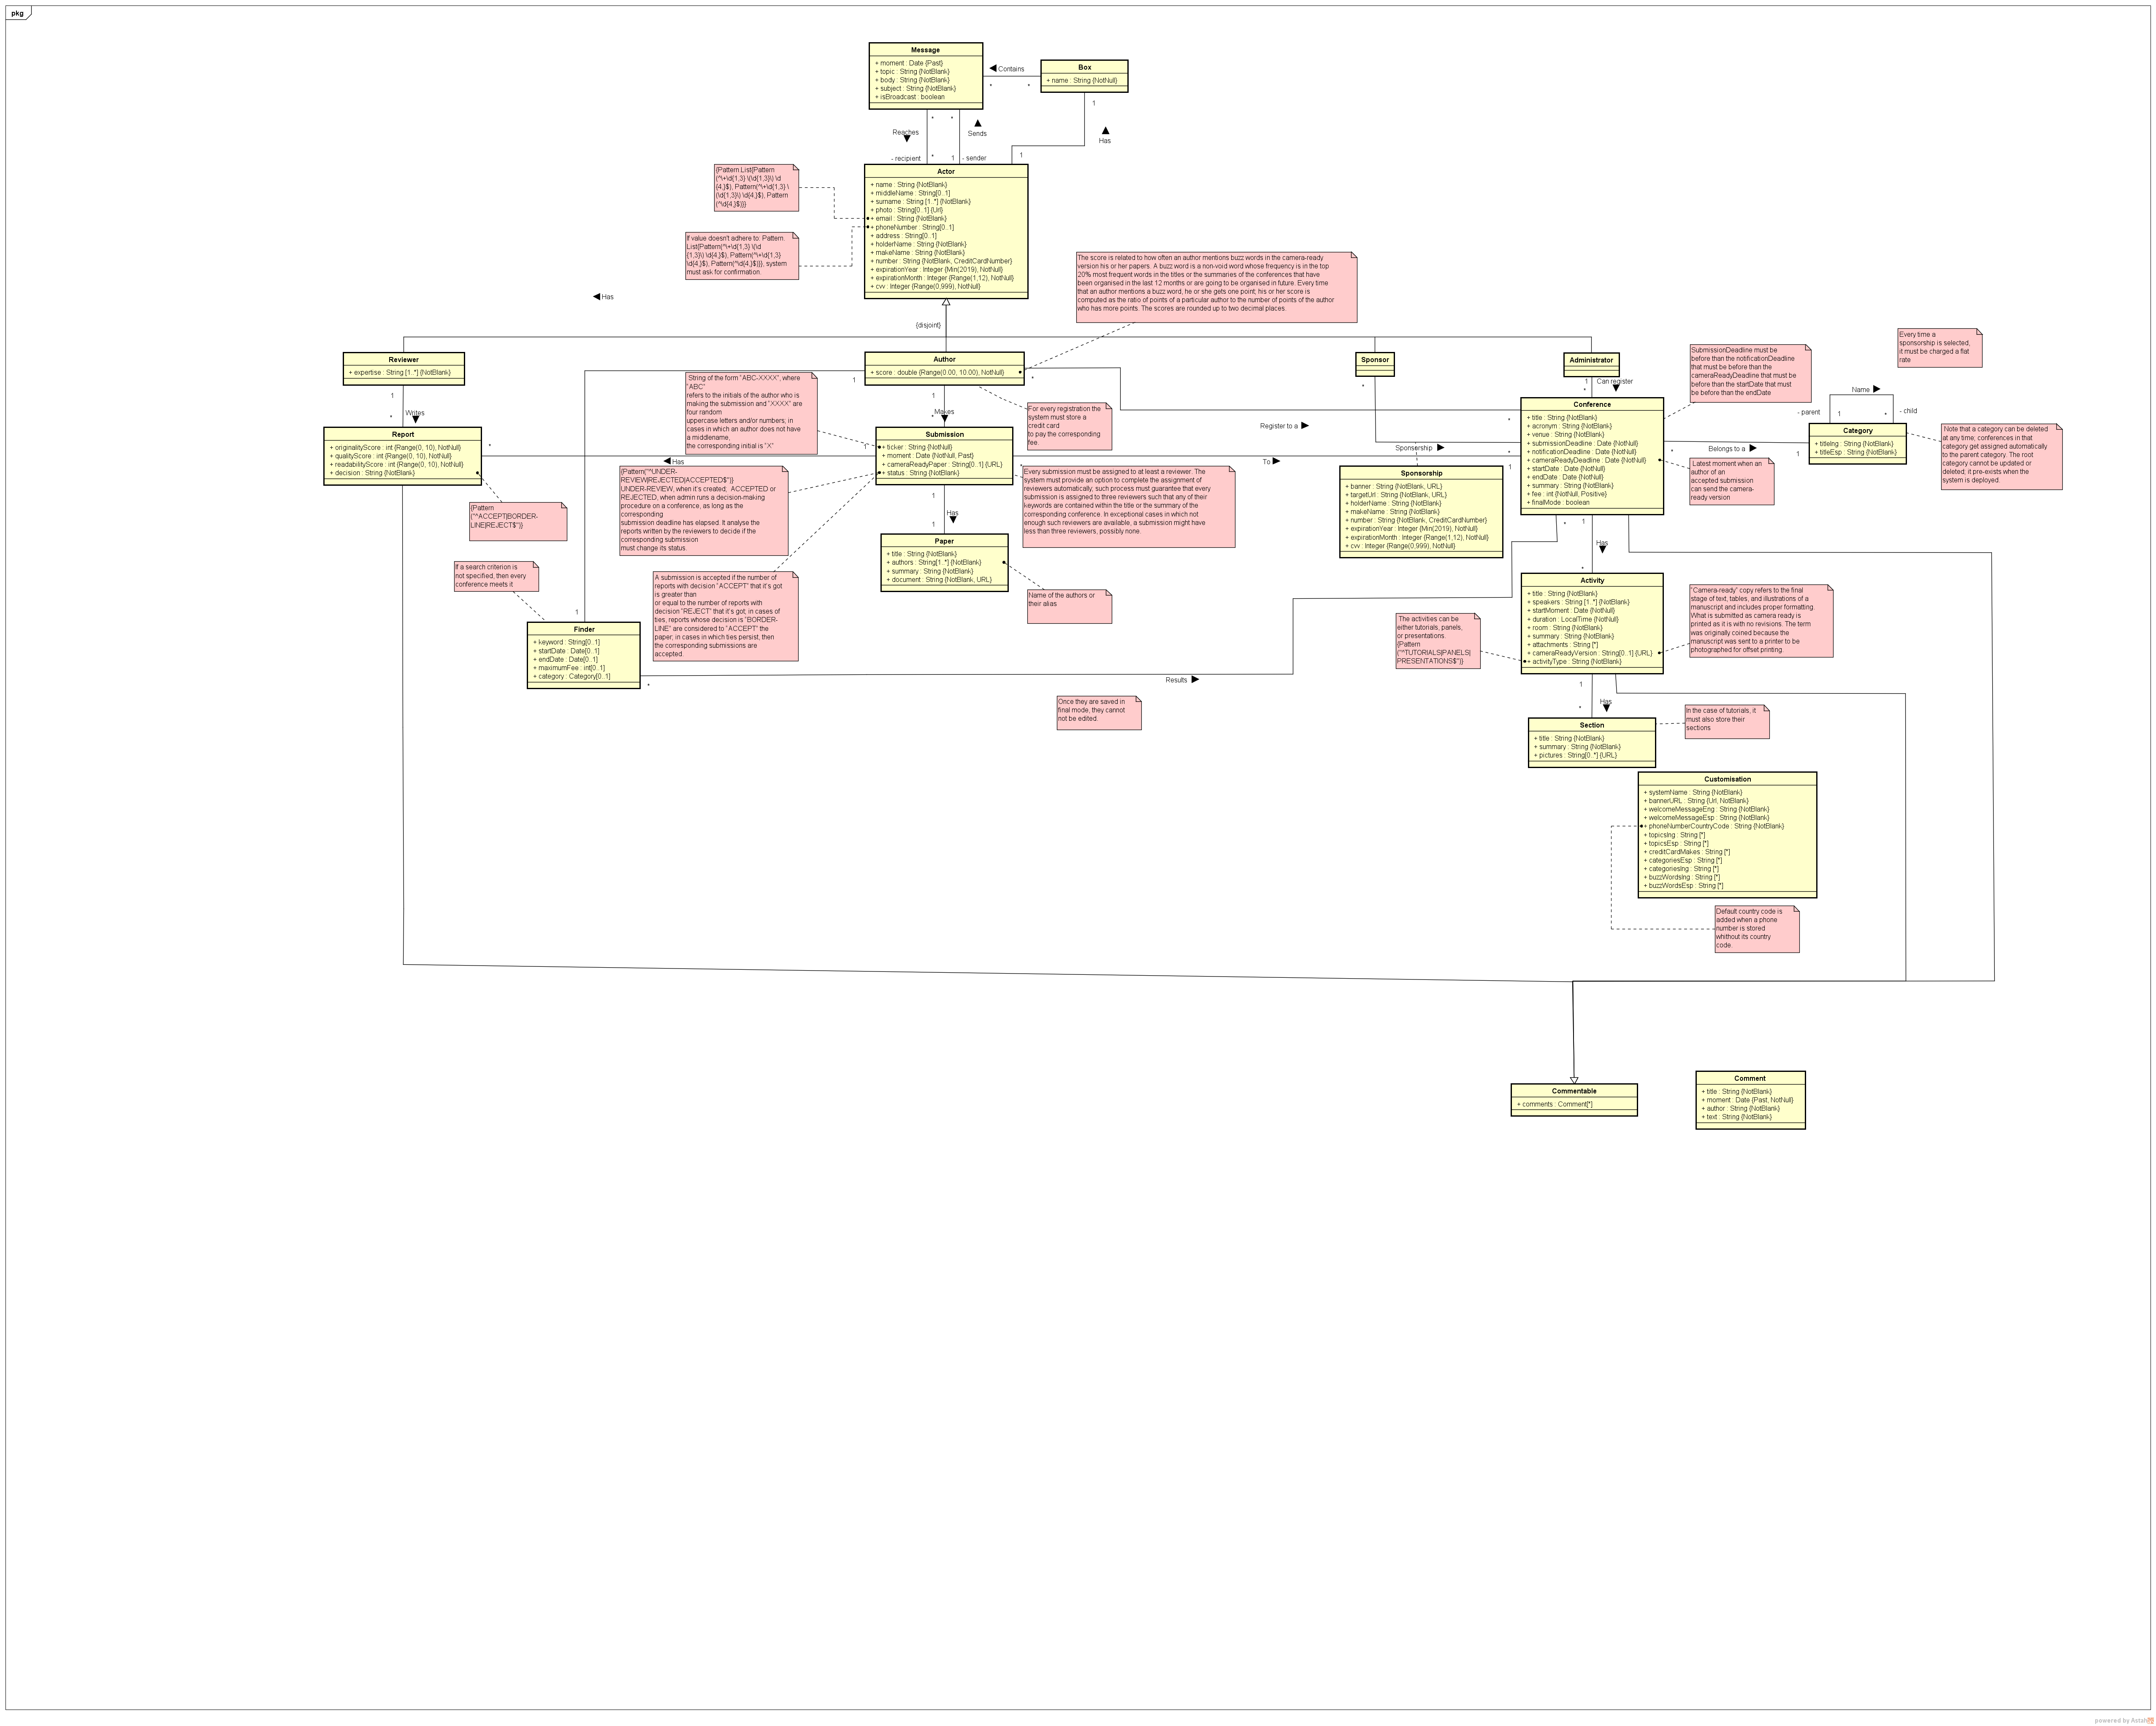 pkg
Message
+ moment : Date {Past}
+ topic : String {NotBlank}
+ body : String {NotBlank}
+ subject : String {NotBlank}
+ isBroadcast : boolean
Contains
*
*
Box
+ name : String {NotNull}
Reaches
*
*
- recipient
Sends
*
1
- sender
1
Has
1
Actor
+ name : String {NotBlank}
+ middleName : String[0..1]
+ surname : String [1..*] {NotBlank}
+ photo : String[0..1] {Url}
+ email : String {NotBlank}
+ phoneNumber : String[0..1]
+ address : String[0..1]
+ holderName : String {NotBlank}
+ makeName : String {NotBlank}
+ number : String {NotBlank, CreditCardNumber}
+ expirationYear : Integer {Min(2019), NotNull}
+ expirationMonth : Integer {Range(1,12), NotNull}
+ cvv : Integer {Range(0,999), NotNull}
{Pattern.List{Pattern
(^\+\d{1,3} \(\d{1,3}\) \d
{4,}$), Pattern(^\+\d{1,3} \
(\d{1,3}\) \d{4,}$), Pattern
(^\d{4,}$)}}
If value doesn't adhere to: Pattern.
List{Pattern(^\+\d{1,3} \(\d
{1,3}\) \d{4,}$); Pattern(^\+\d{1,3}
\d{4,}$), Pattern(^\d{4,}$)}}, system
must ask for confirmation.
The score is related to how often an author mentions buzz words in the camera-ready
version his or her papers. A buzz word is a non-void word whose frequency is in the top
20% most frequent words in the titles or the summaries of the conferences that have
been organised in the last 12 months or are going to be organised in future. Every time
that an author mentions a buzz word, he or she gets one point; his or her score is
computed as the ratio of points of a particular author to the number of points of the author
who has more points. The scores are rounded up to two decimal places.
Has
{disjoint}
Reviewer
+ expertise : String [1..*] {NotBlank}
Author
+ score : double {Range(0.00, 10.00), NotNull}
Sponsor
Administrator
Every time a
sponsorship is selected,
it must be charged a flat
rate
SubmissionDeadline must be
before than the notificationDeadline
that must be before than the
cameraReadyDeadline that must be
before than the startDate that must
be before than the endDate
1
*
Can register
Name
- parent
1
*
- child
String of the form "ABC-XXXX", where
"ABC"
refers to the initials of the author who is
making the submission and "XXXX" are
four random
uppercase letters and/or numbers; in
cases in which an author does not have
a middlename,
the corresponding initial is "X"
For every registration the
system must store a
credit card
to pay the corresponding
fee.
1
*
Writes
1
1
*
Makes
*
Register to a
*
*
Conference
+ title : String {NotBlank}
+ acronym : String {NotBlank}
+ venue : String {NotBlank}
+ submissionDeadline : Date {NotNull}
+ notificationDeadline : Date {NotNull}
+ cameraReadyDeadline : Date {NotNull}
+ startDate : Date {NotNull}
+ endDate : Date {NotNull}
+ summary : String {NotBlank}
+ fee : int {NotNull, Positive}
+ finalMode : boolean
Category
+ titleIng : String {NotBlank}
+ titleEsp : String {NotBlank}
Note that a category can be deleted
at any time; conferences in that
category get assigned automatically
to the parent category. The root
category cannot be updated or
deleted; it pre-exists when the
system is deployed.
Belongs to a
*
1
Report
+ originalityScore : int {Range(0, 10), NotNull}
+ qualityScore : int {Range(0, 10), NotNull}
+ readabilityScore : int {Range(0, 10), NotNull}
+ decision : String {NotBlank}
*
Has
1
Submission
+ ticker : String {NotNull}
+ moment : Date {NotNull, Past}
+ cameraReadyPaper : String[0..1] {URL}
+ status : String {NotBlank}
*
To
1
Sponsorship
*
Sponsorship
+ banner : String {NotBlank, URL}
+ targetUrl : String {NotBlank, URL}
+ holderName : String {NotBlank}
+ makeName : String {NotBlank}
+ number : String {NotBlank, CreditCardNumber}
+ expirationYear : Integer {Min(2019), NotNull}
+ expirationMonth : Integer {Range(1,12), NotNull}
+ cvv : Integer {Range(0,999), NotNull}
Latest moment when an
author of an
accepted submission
can send the camera-
ready version
{Pattern("^UNDER-
REVIEW|REJECTED|ACCEPTED$")}
UNDER-REVIEW, when it's created; ACCEPTED or
REJECTED, when admin runs a decision-making
procedure on a conference, as long as the
corresponding
submission deadline has elapsed. It analyse the
reports written by the reviewers to decide if the
corresponding submission
must change its status.
Every submission must be assigned to at least a reviewer. The
system must provide an option to complete the assignment of
reviewers automatically; such process must guarantee that every
submission is assigned to three reviewers such that any of their
keywords are contained within the title or the summary of the
corresponding conference. In exceptional cases in which not
enough such reviewers are available, a submission might have
less than three reviewers, possibly none.
{Pattern
("^ACCEPT|BORDER-
LINE|REJECT$")}
1
Has
1
Paper
+ title : String {NotBlank}
+ authors : String[1..*] {NotBlank}
+ summary : String {NotBlank}
+ document : String {NotBlank, URL}
Name of the authors or
their alias
If a search criterion is
not specified, then every
conference meets it
A submission is accepted if the number of
reports with decision "ACCEPT" that it's got
is greater than
or equal to the number of reports with
decision "REJECT" that it's got; in cases of
ties, reports whose decision is "BORDER-
LINE" are considered to "ACCEPT" the
paper; in cases in which ties persist, then
the corresponding submissions are
accepted.
1
Finder
+ keyword : String[0..1]
+ startDate : Date[0..1]
+ endDate : Date[0..1]
+ maximumFee : int[0..1]
+ category : Category[0..1]
*
Results
*
1
Has
*
Activity
+ title : String {NotBlank}
+ speakers : String [1..*] {NotBlank}
+ startMoment : Date {NotNull}
+ duration : LocalTime {NotNull}
+ room : String {NotBlank}
+ summary : String {NotBlank}
+ attachments : String [*]
+ cameraReadyVersion : String[0..1] {URL}
+ activityType : String {NotBlank}
The activities can be
either tutorials, panels,
or presentations.
{Pattern
("^TUTORIALS|PANELS|
PRESENTATIONS$")}
"Camera-ready" copy refers to the final
stage of text, tables, and illustrations of a
manuscript and includes proper formatting.
What is submitted as camera ready is
printed as it is with no revisions. The term
was originally coined because the
manuscript was sent to a printer to be
photographed for offset printing.
Once they are saved in
final mode, they cannot
not be edited.
1
Has
*
Section
+ title : String {NotBlank}
+ summary : String {NotBlank}
+ pictures : String[0..*] {URL}
In the case of tutorials, it
must also store their
sections
Customisation
+ systemName : String {NotBlank}
+ bannerURL : String {Url, NotBlank}
+ welcomeMessageEng : String {NotBlank}
+ welcomeMessageEsp : String {NotBlank}
+ phoneNumberCountryCode : String {NotBlank}
+ topicsIng : String [*]
+ topicsEsp : String [*]
+ creditCardMakes : String [*]
+ categoriesEsp : String [*]
+ categoriesIng : String [*]
+ buzzWordsIng : String [*]
+ buzzWordsEsp : String [*]
Default country code is
added when a phone
number is stored
whithout its country
code.
Commentable
+ comments : Comment[*]
Comment
+ title : String {NotBlank}
+ moment : Date {Past, NotNull}
+ author : String {NotBlank}
+ text : String {NotBlank}
powered by Astah